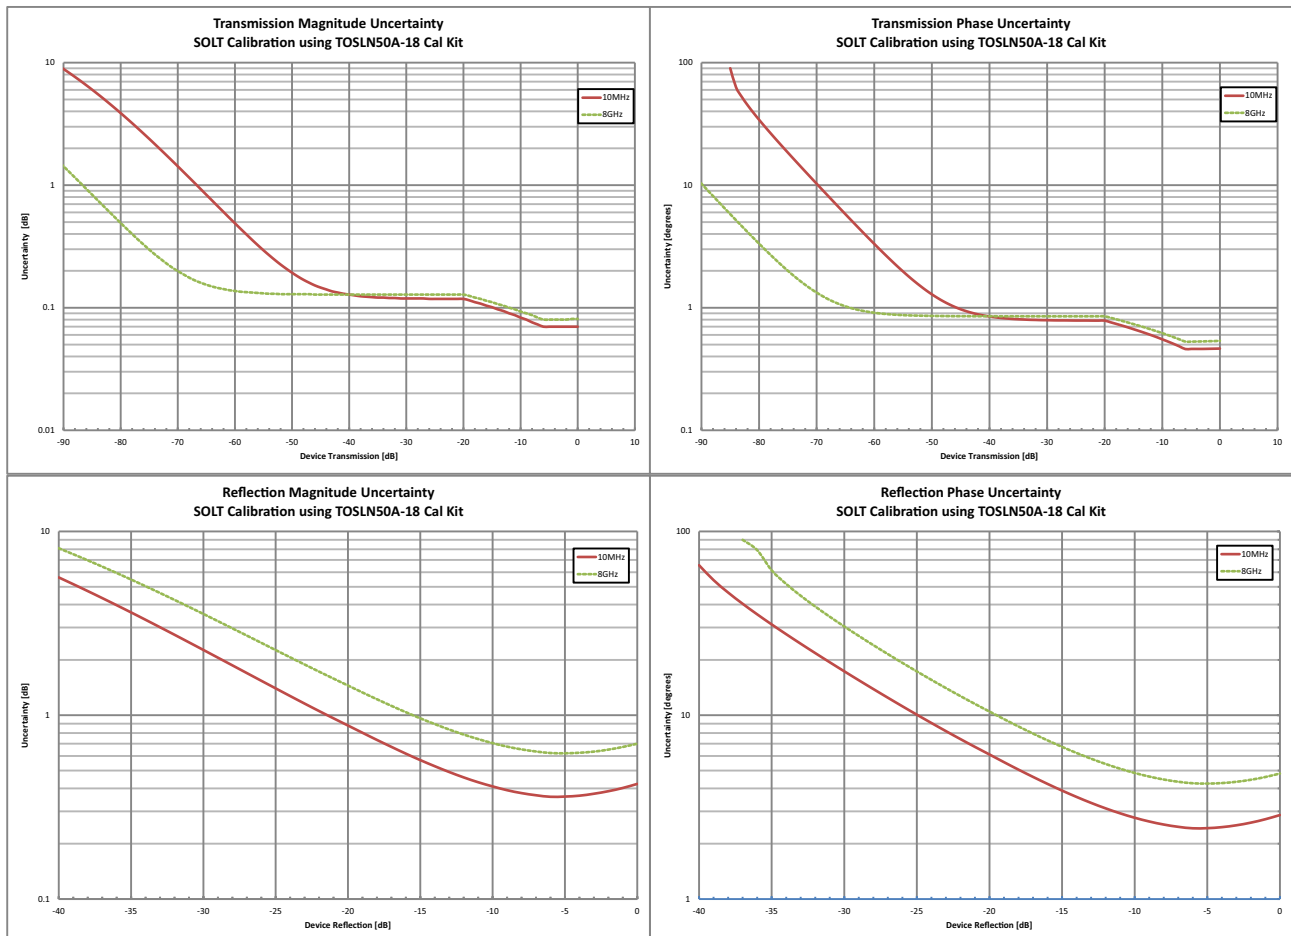 Transmission Magnitude Uncertainty
SOLT Calibration using TOSLN50A-18 Cal Kit
10
1
0.1
0.01
Uncertainty [dB]
10MHz
8GHz
-90 -80 -70 -60 -50 -40 -30 -20 -10 0 10
Device Transmission [dB]
Transmission Phase Uncertainty
SOLT Calibration using TOSLN50A-18 Cal Kit
100
10
1
0.1
Uncertainty [degrees]
10MHz
8GHz
-90 -80 -70 -60 -50 -40 -30 -20 -10 0 10
Device Transmission [dB]
Reflection Magnitude Uncertainty
SOLT Calibration using TOSLN50A-18 Cal Kit
10
1
0.1
Uncertainty [dB]
10MHz
8GHz
-40 -35 -30 -25 -20 -15 -10 -5 0
Device Reflection [dB]
Reflection Phase Uncertainty
SOLT Calibration using TOSLN50A-18 Cal Kit
100
10
1
Uncertainty [degrees]
10MHz
8GHz
-40 -35 -30 -25 -20 -15 -10 -5 0
Device Reflection [dB]